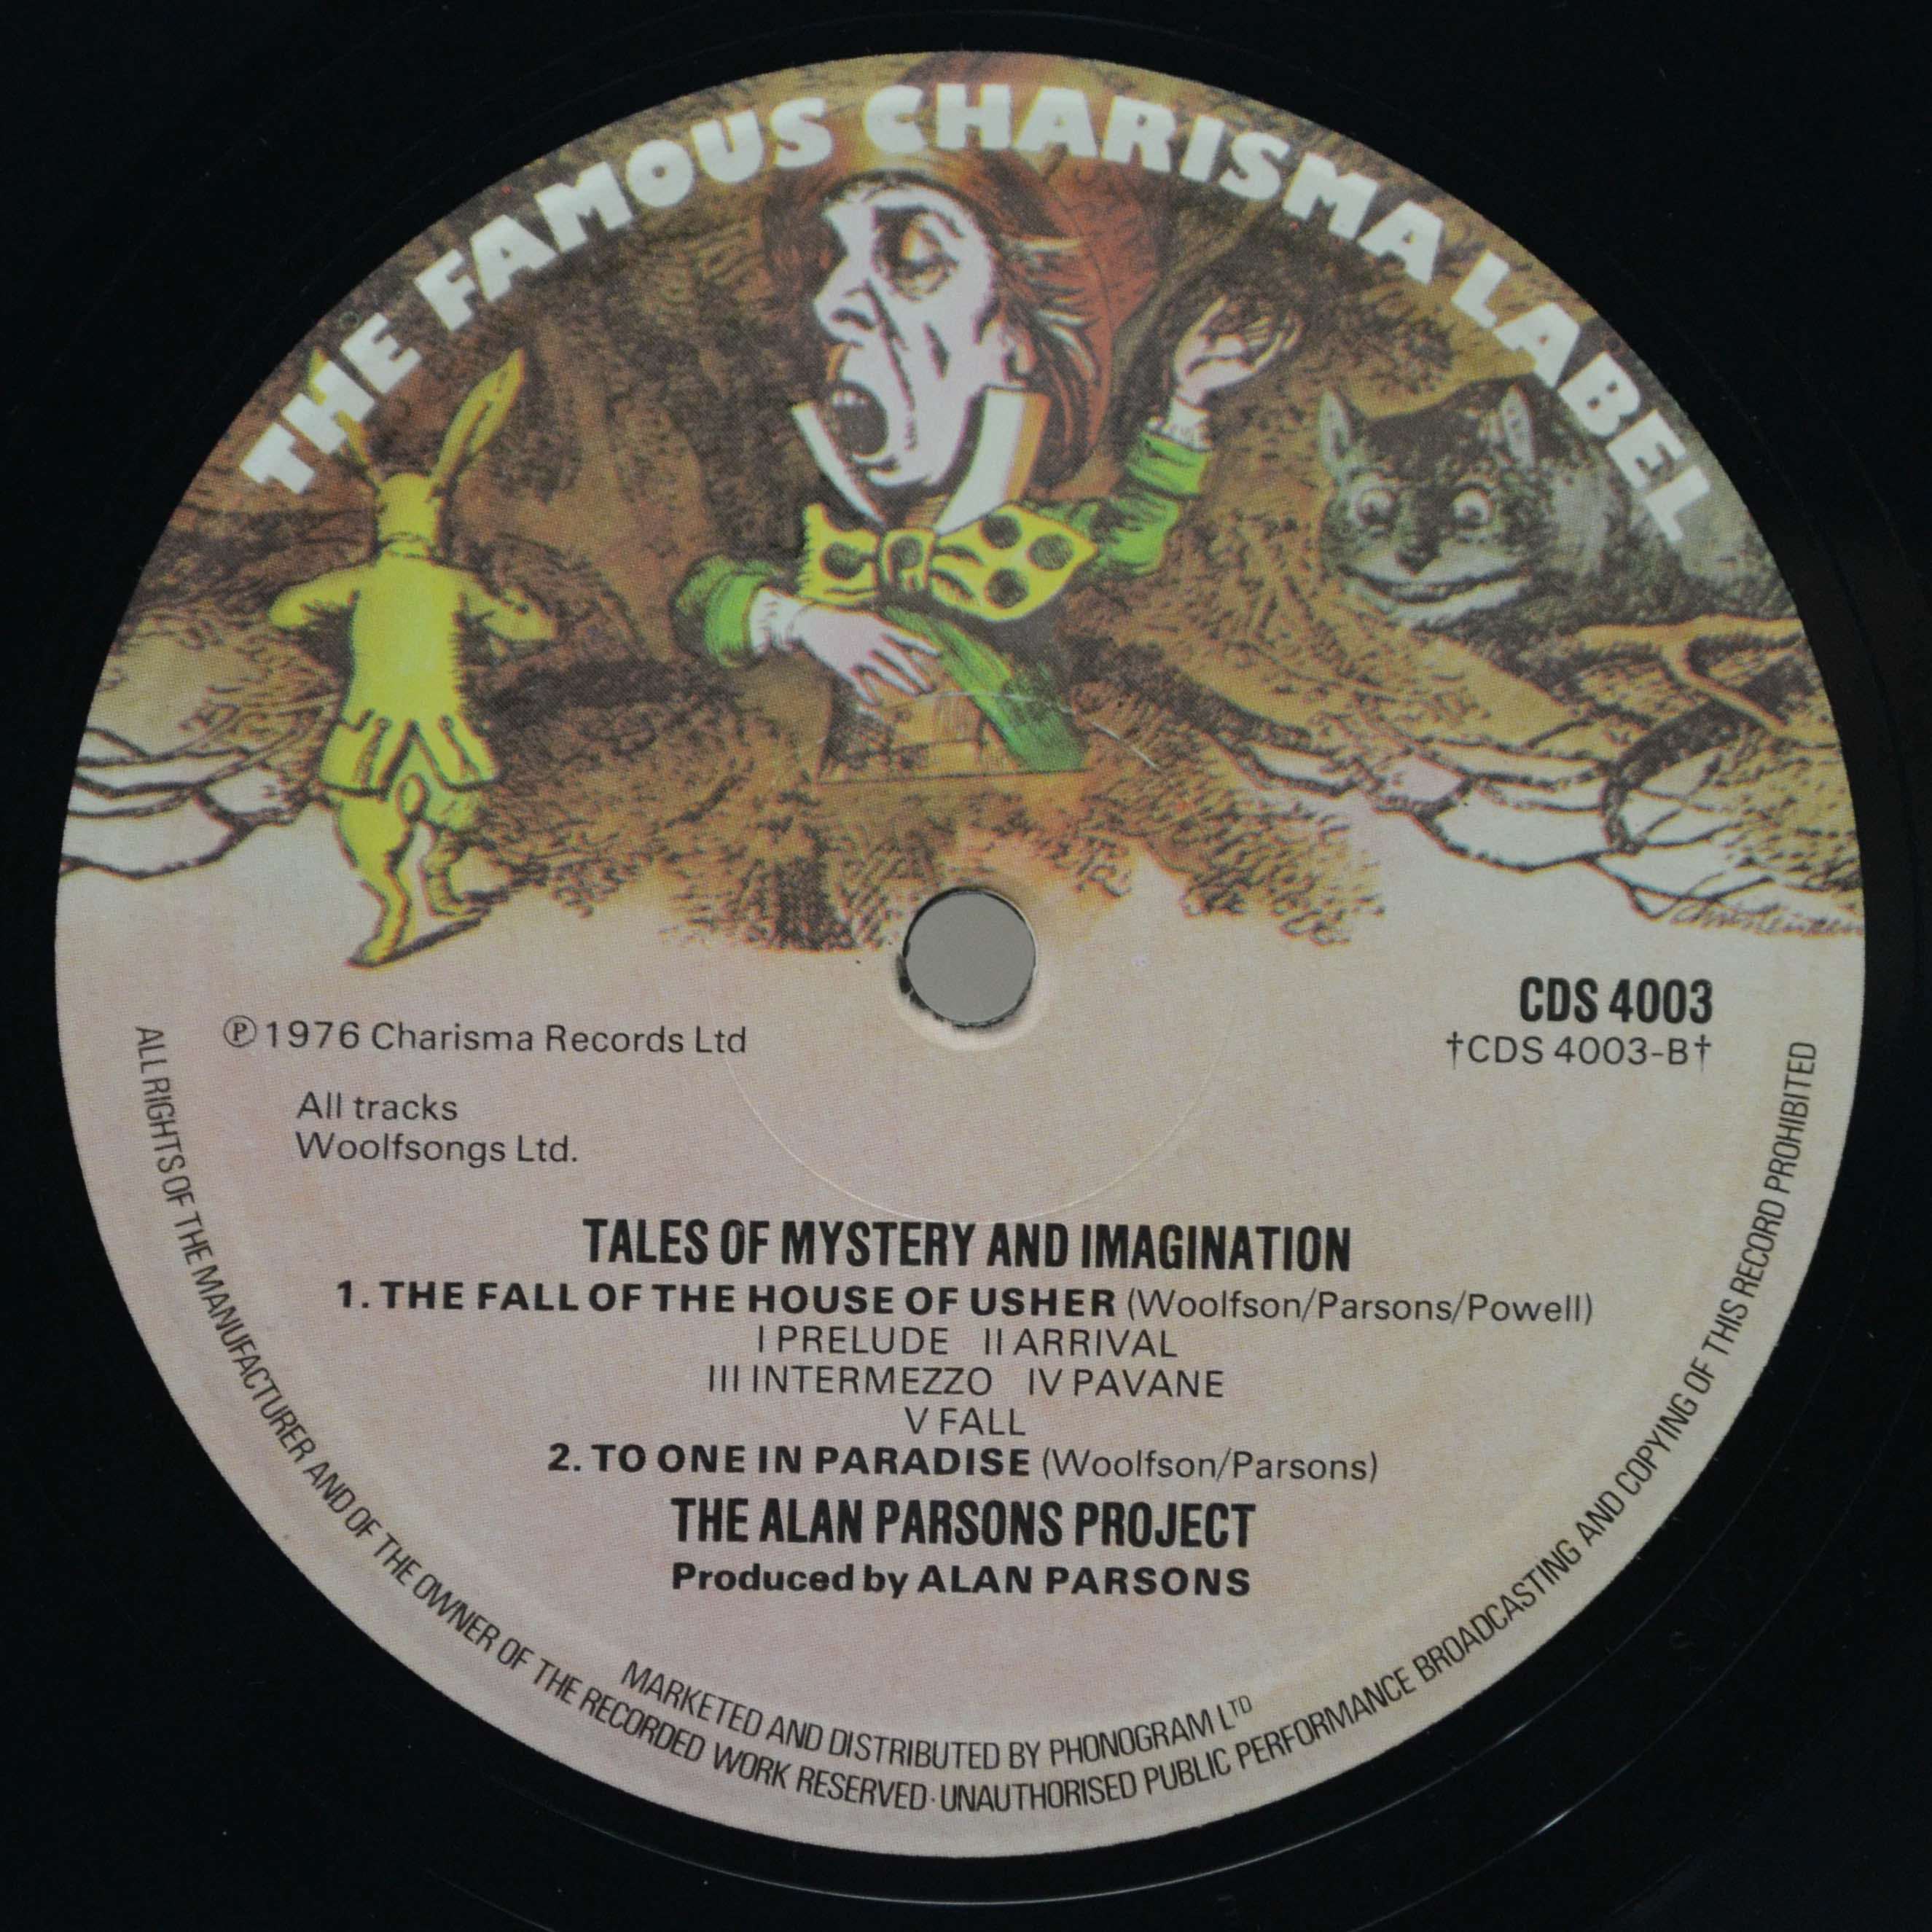 THE FAMOUS CHARISMA LABEL
CDS 4003
℗ 1976 Charisma Records Ltd
†CDS 4003-B†
All tracks
Woolfsongs Ltd.
TALES OF MYSTERY AND IMAGINATION
1. THE FALL OF THE HOUSE OF USHER (Woolfson/Parsons/Powell)
I PRELUDE II ARRIVAL
III INTERMEZZO IV PAVANE
V FALL
2. TO ONE IN PARADISE (Woolfson/Parsons)
THE ALAN PARSONS PROJECT
Produced by ALAN PARSONS
MARKETED AND DISTRIBUTED BY PHONOGRAM LTD
ALL RIGHTS OF THE MANUFACTURER AND OF THE OWNER OF THE RECORDED WORK RESERVED · UNAUTHORISED PUBLIC PERFORMANCE BROADCASTING AND COPYING OF THIS RECORD PROHIBITED